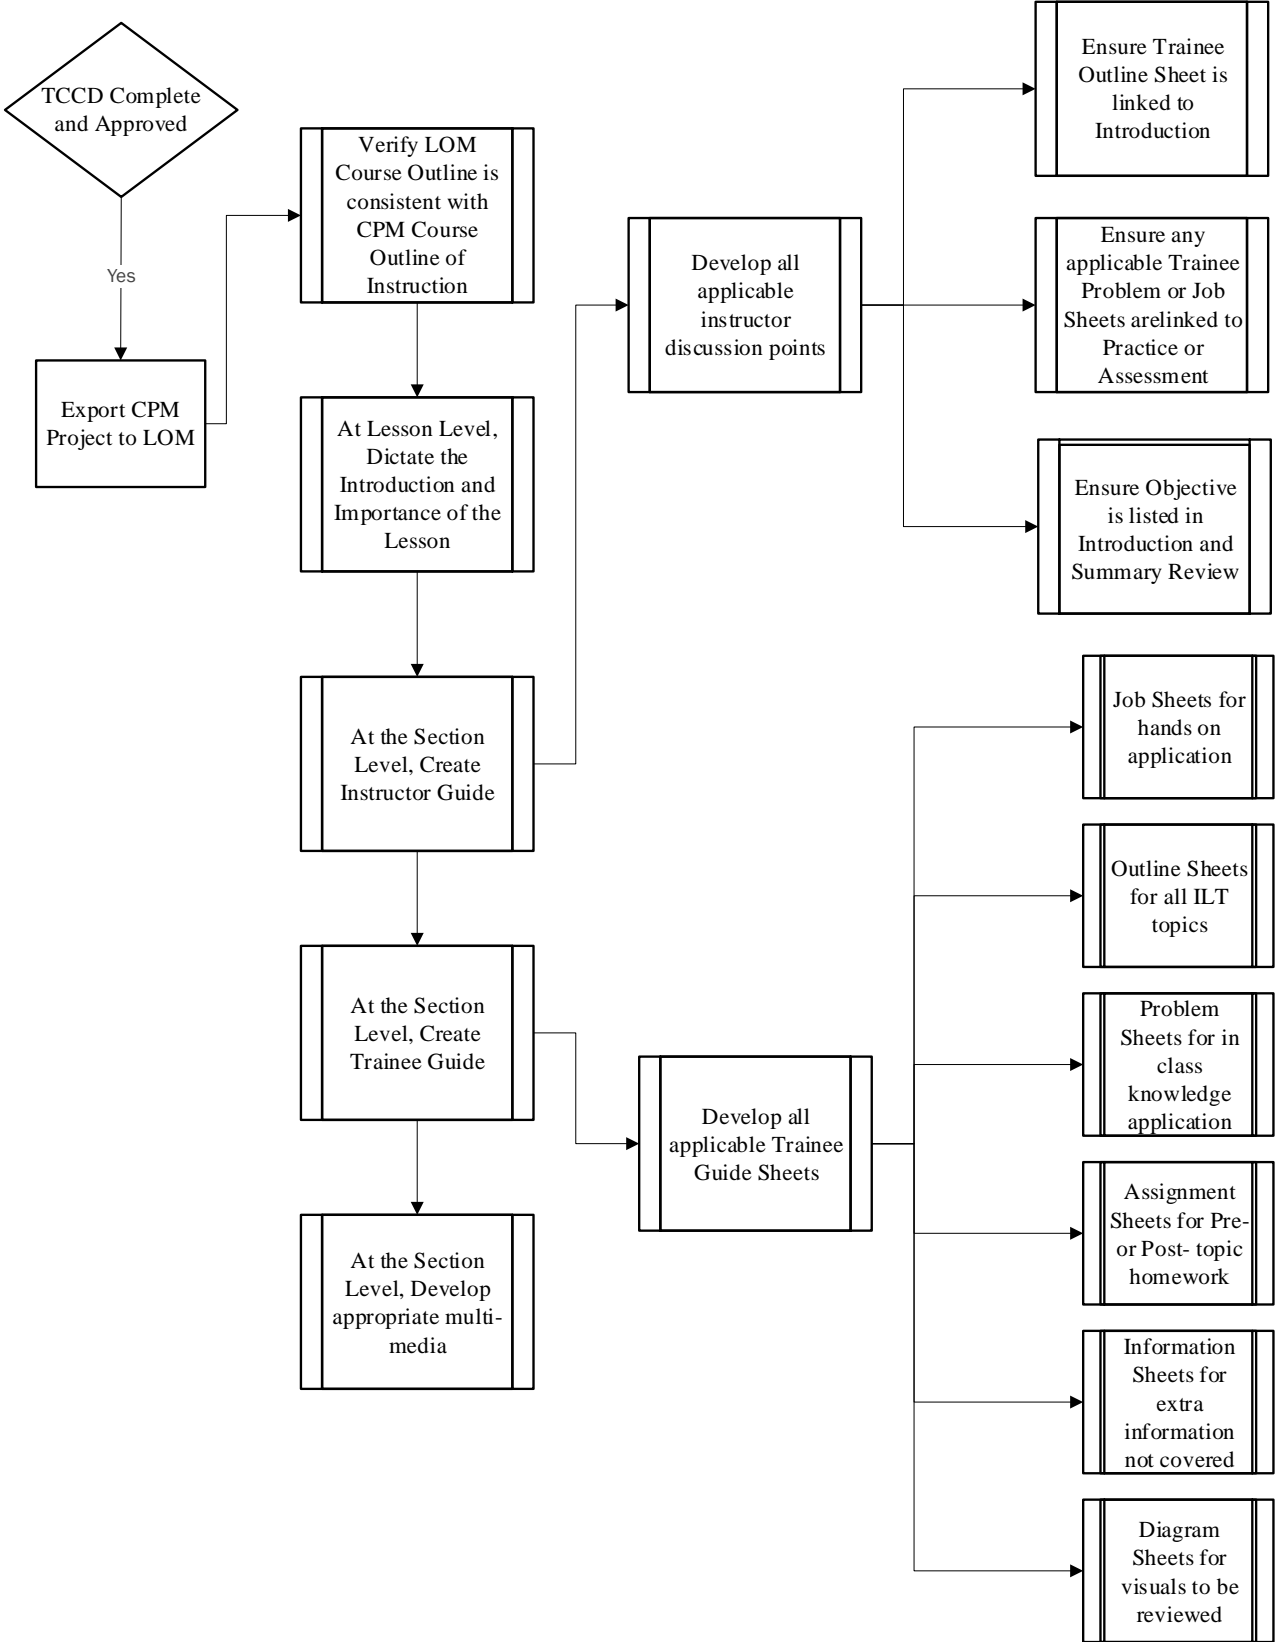 TCCD Complete
and Approved
Yes
Export CPM
Project to LOM
Verify LOM
Course Outline is
consistent with
CPM Course
Outline of
Instruction
At Lesson Level,
Dictate the
Introduction and
Importance of the
Lesson
At the Section
Level, Create
Instructor Guide
At the Section
Level, Create
Trainee Guide
At the Section
Level, Develop
appropriate multi-
media
Develop all
applicable
instructor
discussion points
Ensure Trainee
Outline Sheet is
linked to
Introduction
Ensure any
applicable Trainee
Problem or Job
Sheets arelinked to
Practice or
Assessment
Ensure Objective
is listed in
Introduction and
Summary Review
Develop all
applicable Trainee
Guide Sheets
Job Sheets for
hands on
application
Outline Sheets
for all ILT
topics
Problem
Sheets for in
class
knowledge
application
Assignment
Sheets for Pre-
or Post- topic
homework
Information
Sheets for
extra
information
not covered
Diagram
Sheets for
visuals to be
reviewed